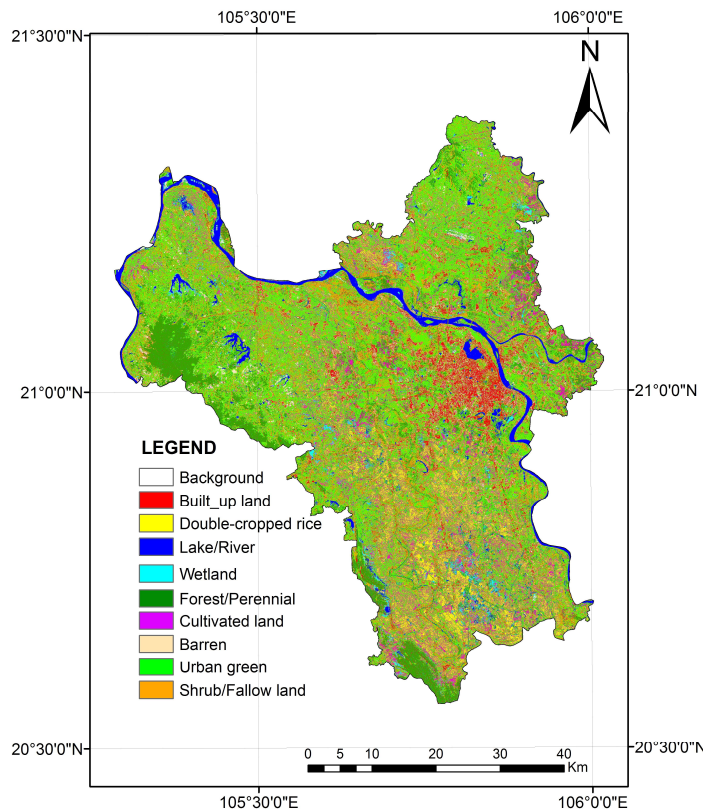 105°30'0"E 106°0'0"E
21°30'0"N
N
21°0'0"N 21°0'0"N
LEGEND
Background
Built_up land
Double-cropped rice
Lake/River
Wetland
Forest/Perennial
Cultivated land
Barren
Urban green
Shrub/Fallow land
20°30'0"N 20°30'0"N
0 5 10 20 30 40
Km
105°30'0"E 106°0'0"E